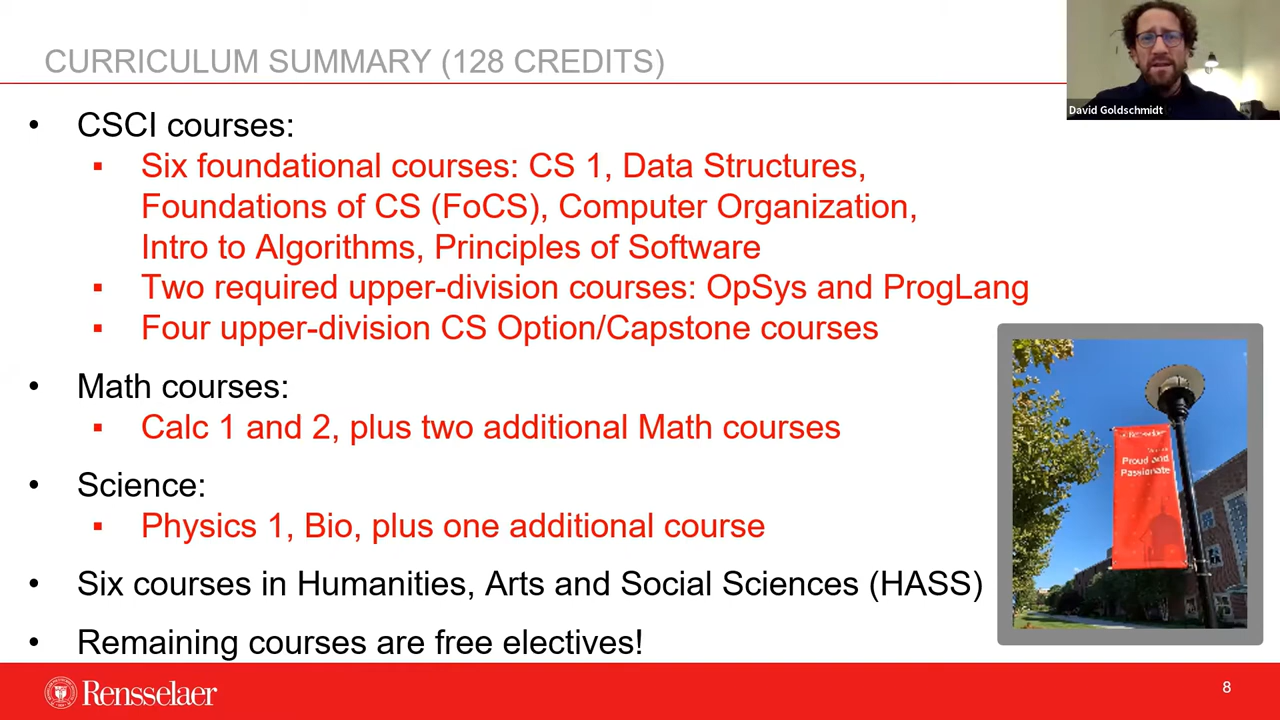 CURRICULUM SUMMARY (128 CREDITS)
David Goldschmidt
• CSCI courses:
▪ Six foundational courses: CS 1, Data Structures,
Foundations of CS (FoCS), Computer Organization,
Intro to Algorithms, Principles of Software
▪ Two required upper-division courses: OpSys and ProgLang
▪ Four upper-division CS Option/Capstone courses
• Math courses:
▪ Calc 1 and 2, plus two additional Math courses
• Science:
▪ Physics 1, Bio, plus one additional course
• Six courses in Humanities, Arts and Social Sciences (HASS)
• Remaining courses are free electives!
Rensselaer
Proud and
Passionate
Rensselaer
8